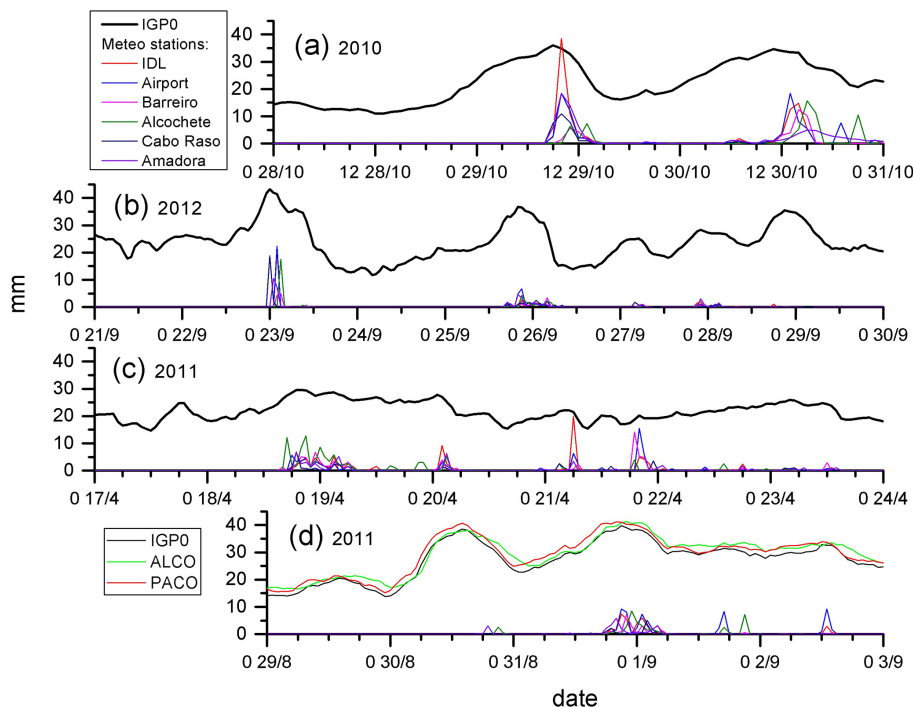 IGP0
Meteo stations:
IDL
Airport
Barreiro
Alcochete
Cabo Raso
Amadora
(a) 2010
40
30
20
10
0
0 28/10 12 28/10 0 29/10 12 29/10 0 30/10 12 30/10 0 31/10
(b) 2012
40
30
20
10
0
0 21/9 0 22/9 0 23/9 0 24/9 0 25/9 0 26/9 0 27/9 0 28/9 0 29/9 0 30/9
mm
(c) 2011
40
30
20
10
0
0 17/4 0 18/4 0 19/4 0 20/4 0 21/4 0 22/4 0 23/4 0 24/4
IGP0
ALCO
PACO
(d) 2011
40
30
20
10
0
0 29/8 0 30/8 0 31/8 0 1/9 0 2/9 0 3/9
date